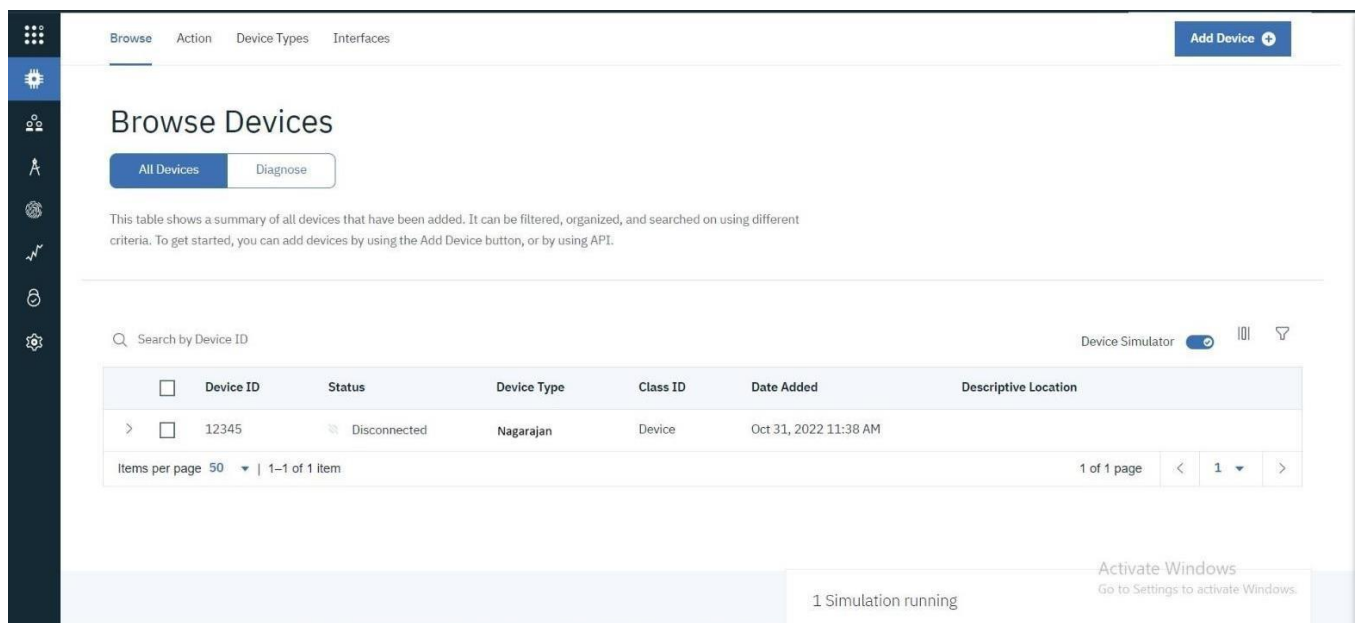 Browse Action Device Types Interfaces Add Device
Browse Devices
All Devices Diagnose
This table shows a summary of all devices that have been added. It can be filtered, organized, and searched on using different
criteria. To get started, you can add devices by using the Add Device button, or by using API.
Search by Device ID Device Simulator
Device ID Status Device Type Class ID Date Added Descriptive Location
12345 Disconnected Nagarajan Device Oct 31, 2022 11:38 AM
Items per page 50 | 1–1 of 1 item 1 of 1 page 1
Activate Windows
Go to Settings to activate Windows.
1 Simulation running